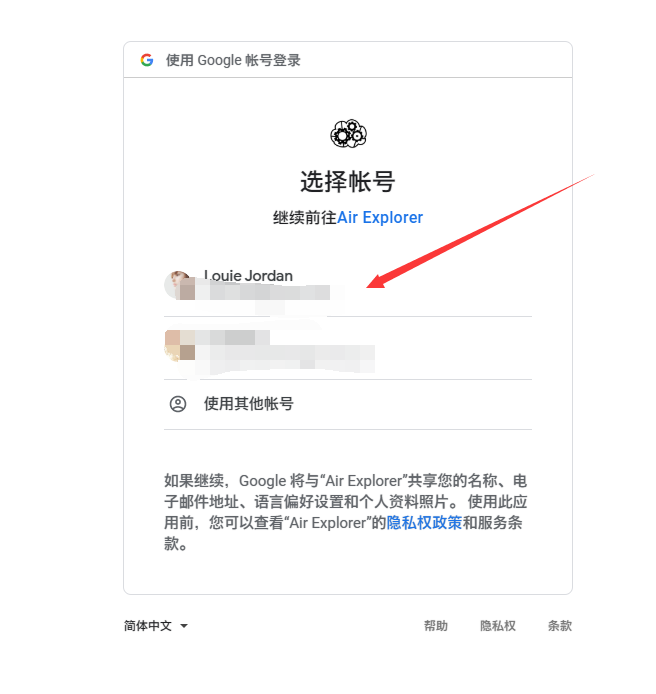 使用 Google 帐号登录
选择帐号
继续前往Air Explorer
Louie Jordan
使用其他帐号
如果继续，Google 将与“Air Explorer”共享您的名称、电
子邮件地址、语言偏好设置和个人资料照片。 使用此应
用前，您可以查看“Air Explorer”的隐私权政策和服务条
款。
简体中文
帮助
隐私权
条款